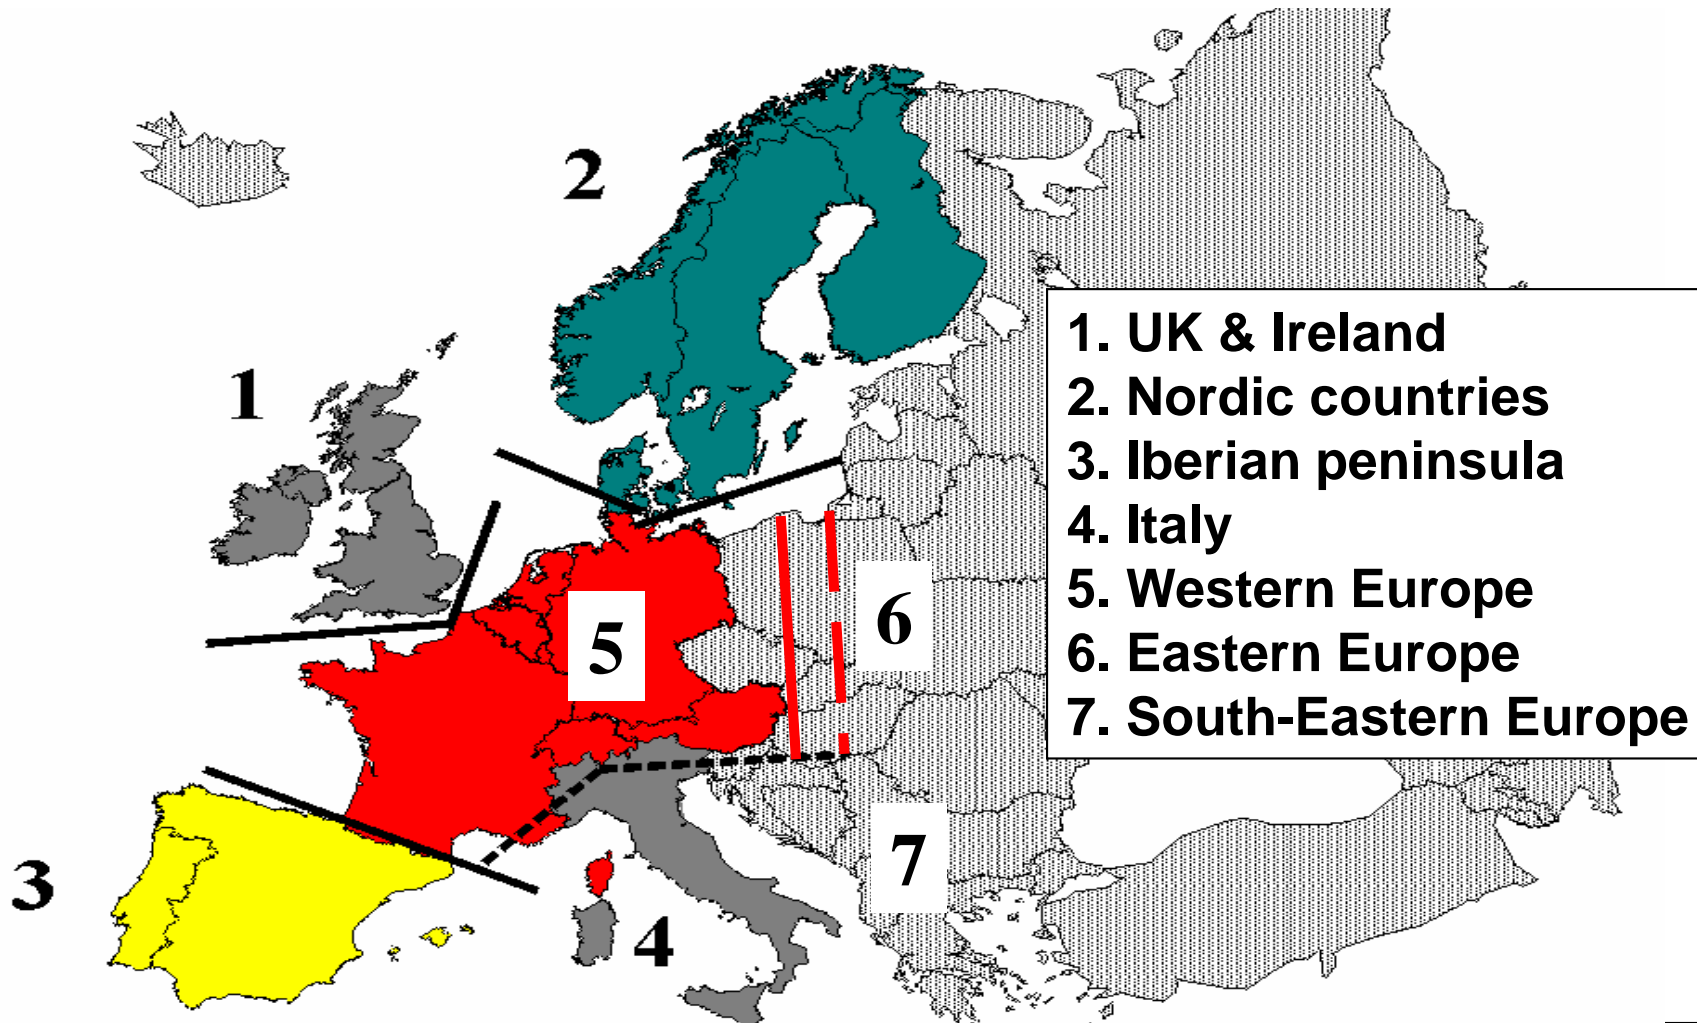 2
1
5
6
7
3
4
1. UK & Ireland
2. Nordic countries
3. Iberian peninsula
4. Italy
5. Western Europe
6. Eastern Europe
7. South-Eastern Europe